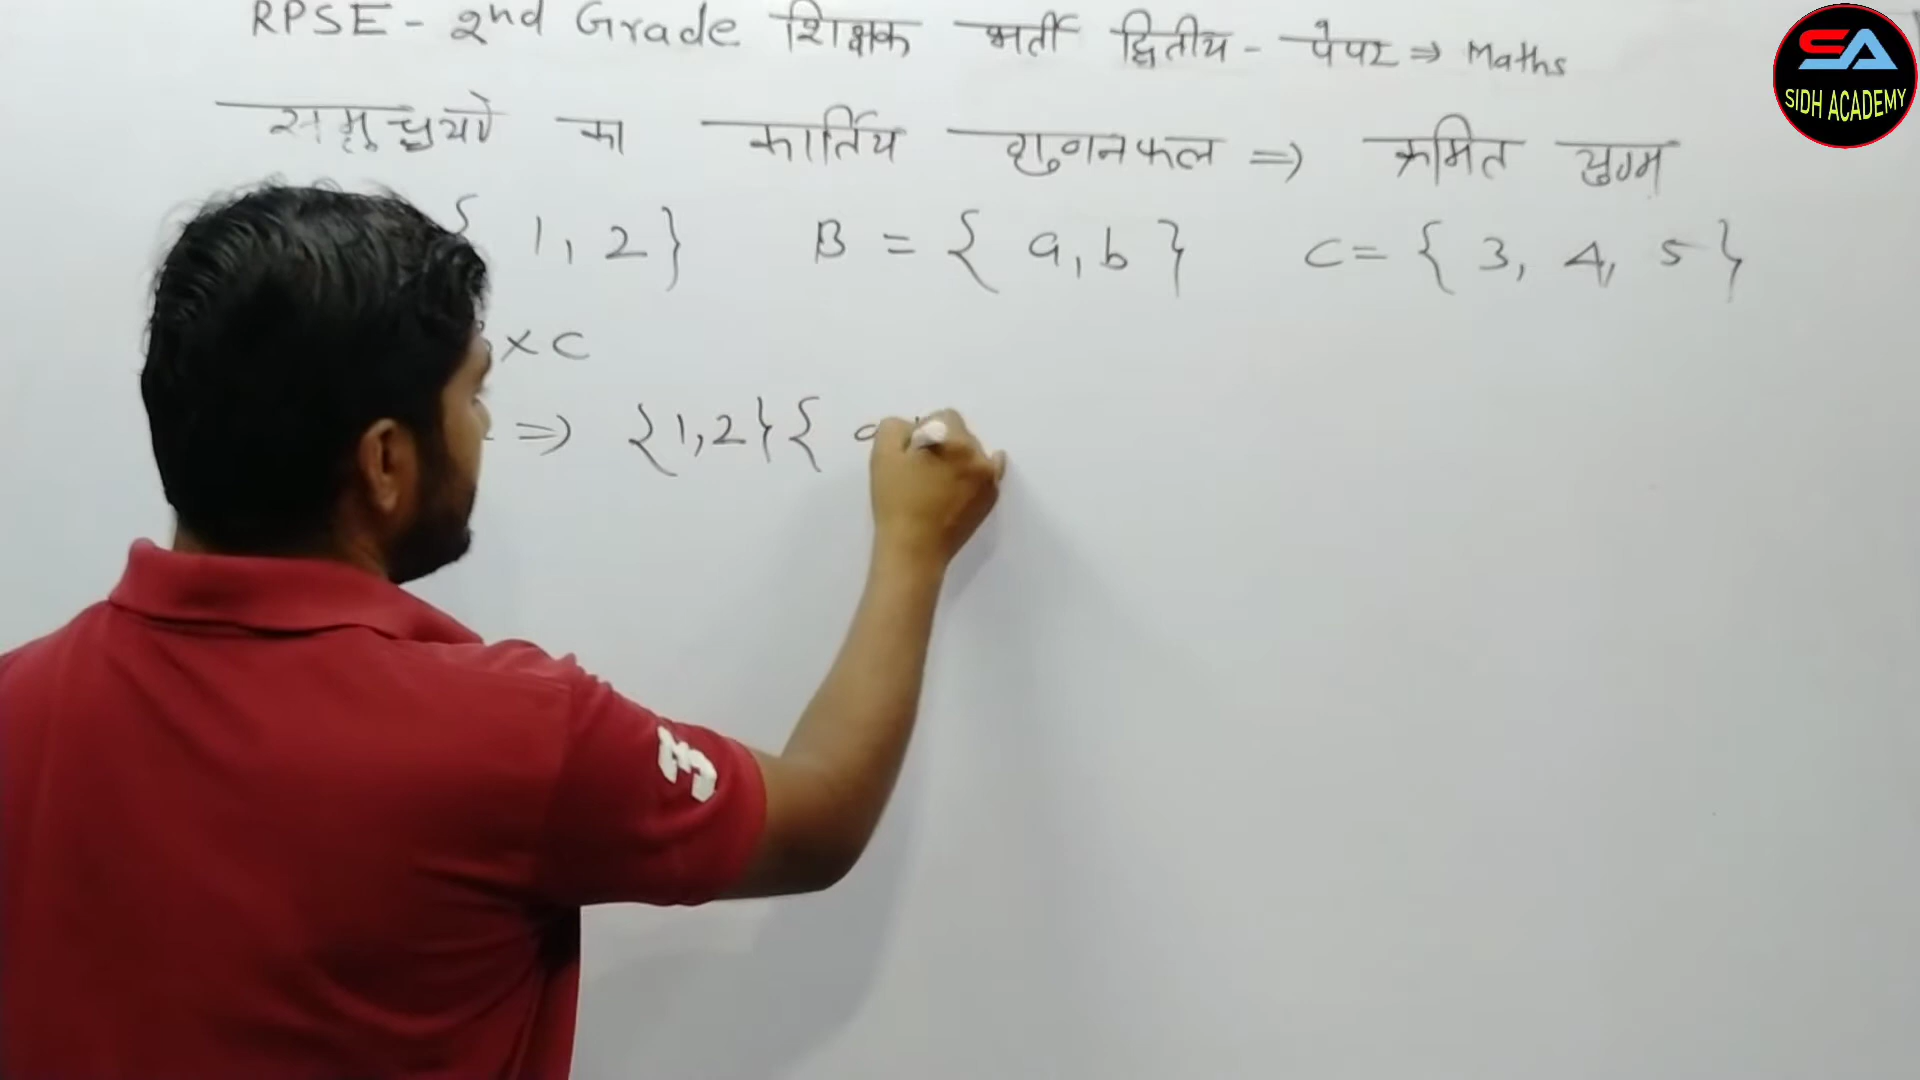 RPSE - 2nd Grade शिक्षक भर्ती द्वितीय - पेपर ⇒ Maths
समुच्चयो का कार्तिय गुणनफल ⇒ क्रमित युग्म
{ 1, 2 } B = { a, b } C = { 3, 4, 5 }
× C
⇒ {1, 2} {
SA
SIDH ACADEMY
3